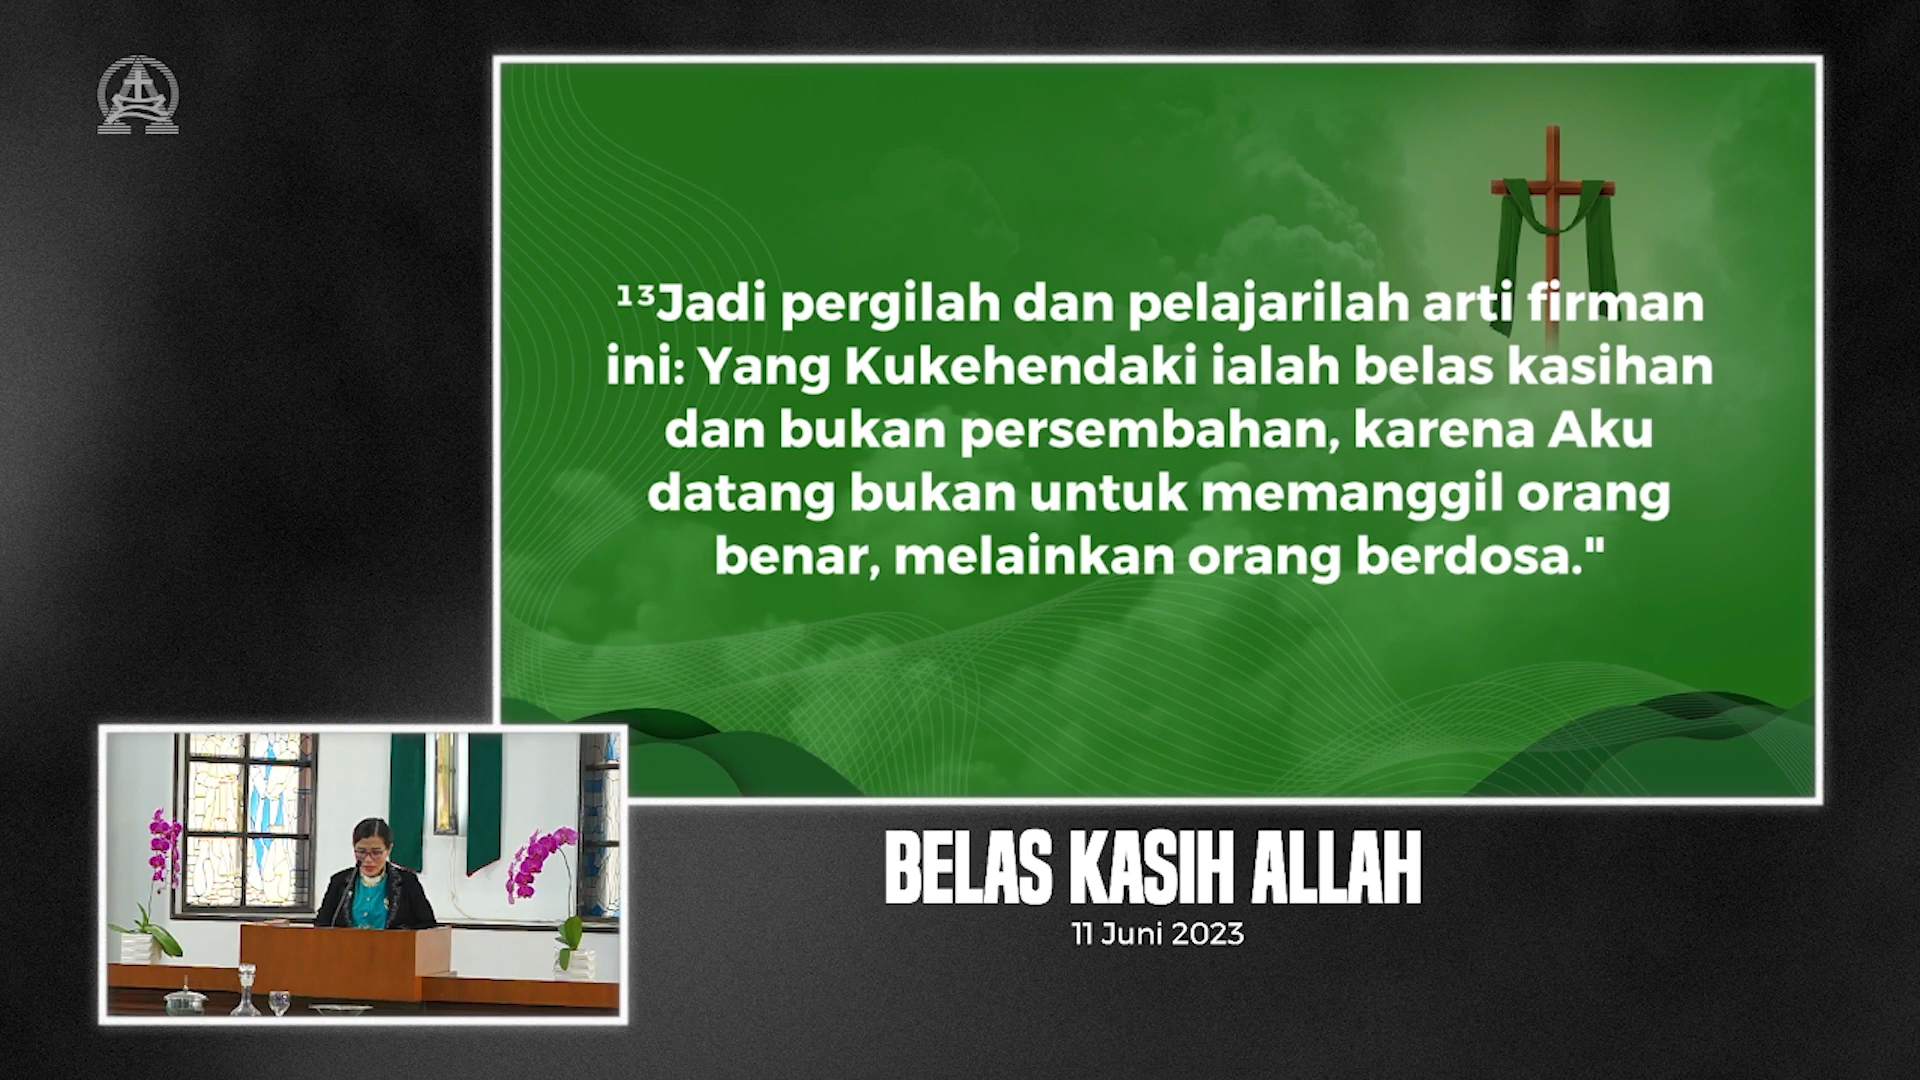 ¹³Jadi pergilah dan pelajarilah arti firman
ini: Yang Kukehendaki ialah belas kasihan
dan bukan persembahan, karena Aku
datang bukan untuk memanggil orang
benar, melainkan orang berdosa."
BELAS KASIH ALLAH
11 Juni 2023